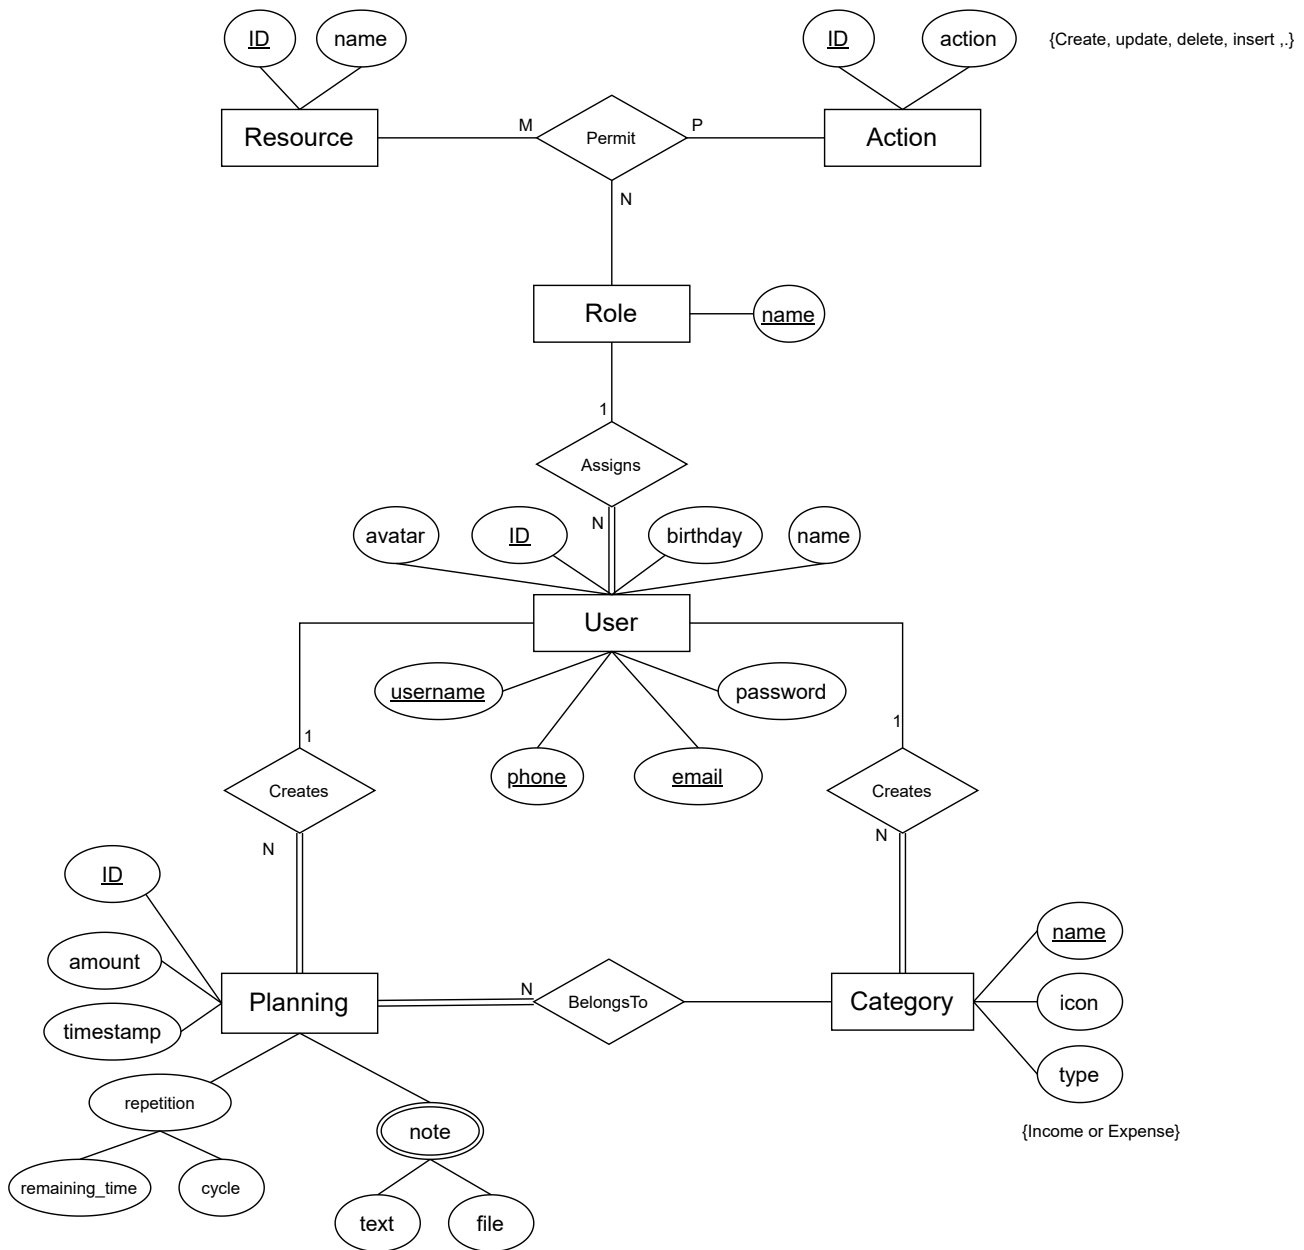 ID
name
ID
action
{Create, update, delete, insert ,.}
Resource
M
Permit
P
Action
N
Role
name
1
Assigns
N
avatar
ID
birthday
name
User
username
password
phone
email
1
Creates
N
1
Creates
N
ID
amount
timestamp
Planning
N
BelongsTo
Category
name
icon
type
{Income or Expense}
repetition
note
remaining_time
cycle
text
file